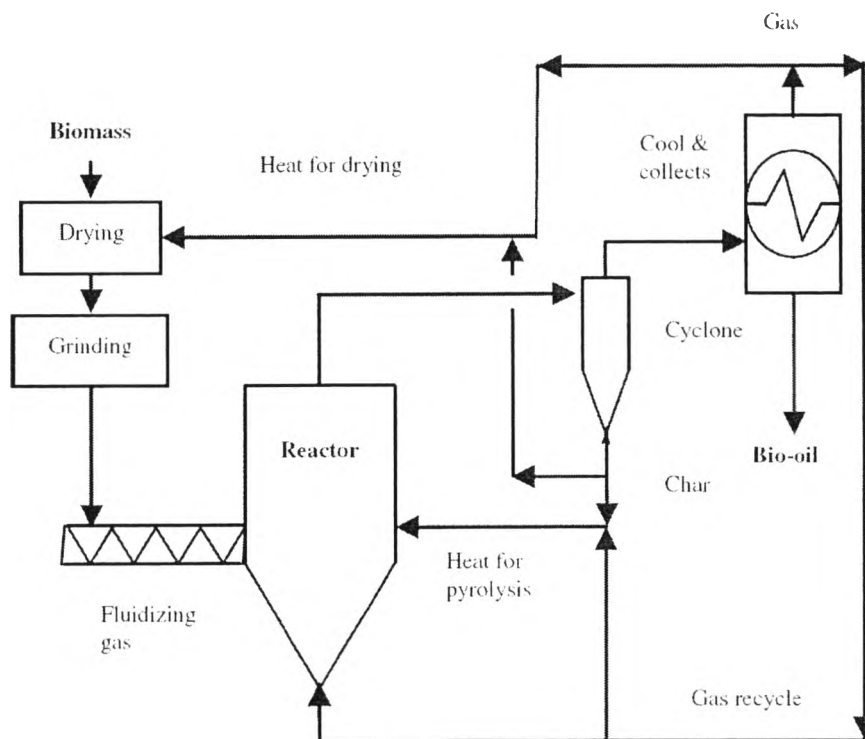 Gas
Biomass
Heat for drying
Cool &
collects
Drying
Grinding
Cyclone
Reactor
Bio-oil
Char
Heat for
pyrolysis
Fluidizing
gas
Gas recycle